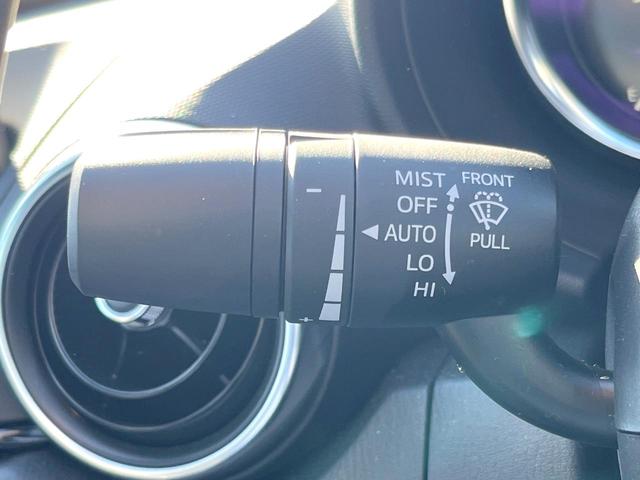 MIST FRONT
OFF
AUTO
PULL
LO
HI
−
+
E